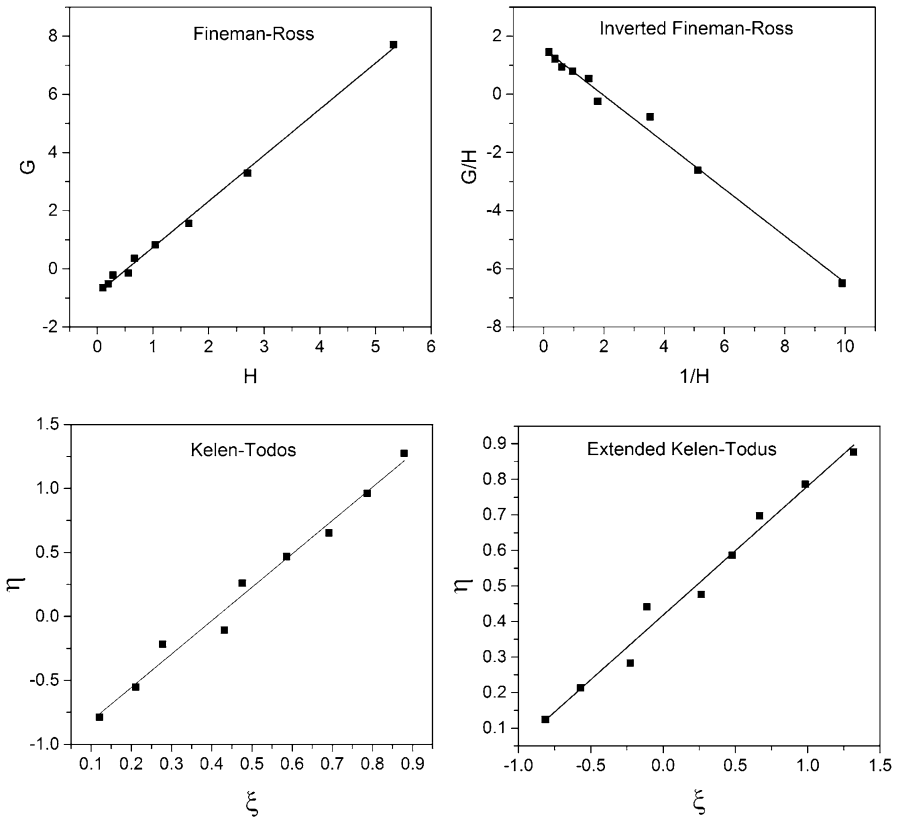 Fineman-Ross
8
6
4
2
0
-2
G
0 1 2 3 4 5 6
H
Inverted Fineman-Ross
2
0
-2
-4
-6
-8
G/H
0 2 4 6 8 10
1/H
Kelen-Todos
1.5
1.0
0.5
0.0
-0.5
-1.0
η
0.1 0.2 0.3 0.4 0.5 0.6 0.7 0.8 0.9
ξ
Extended Kelen-Todus
0.9
0.8
0.7
0.6
0.5
0.4
0.3
0.2
0.1
η
-1.0 -0.5 0.0 0.5 1.0 1.5
ξ